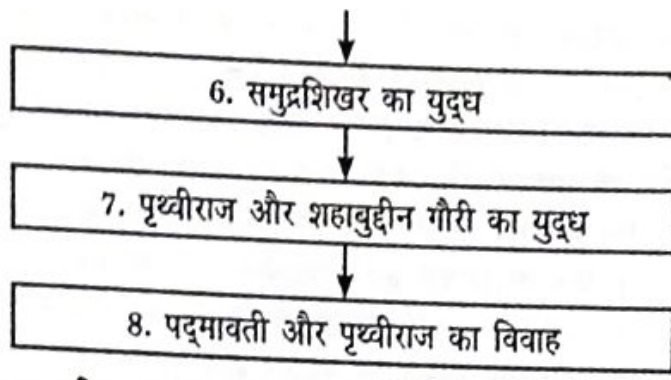 6. समुद्रशिखर का युद्ध
7. पृथ्वीराज और शहाबुद्दीन गौरी का युद्ध
8. पद्मावती और पृथ्वीराज का विवाह